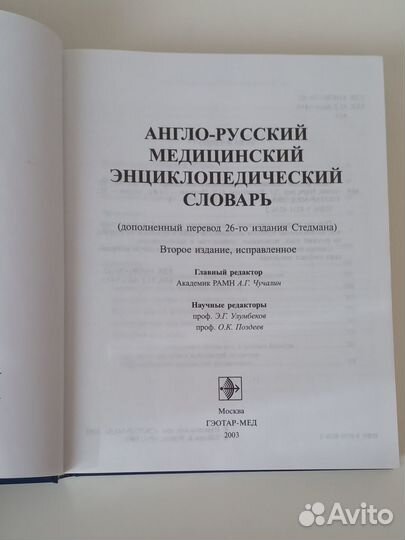 АНГЛО-РУССКИЙ
МЕДИЦИНСКИЙ
ЭНЦИКЛОПЕДИЧЕСКИЙ
СЛОВАРЬ
(дополненный перевод 26-го издания Стедмана)
Второе издание, исправленное
Главный редактор
Академик РАМН А.Г. Чучалин
Научные редакторы
проф. Э.Г. Улумбеков
проф. О.К. Поздеев
Москва
ГЭОТАР-МЕД
2003
Avito